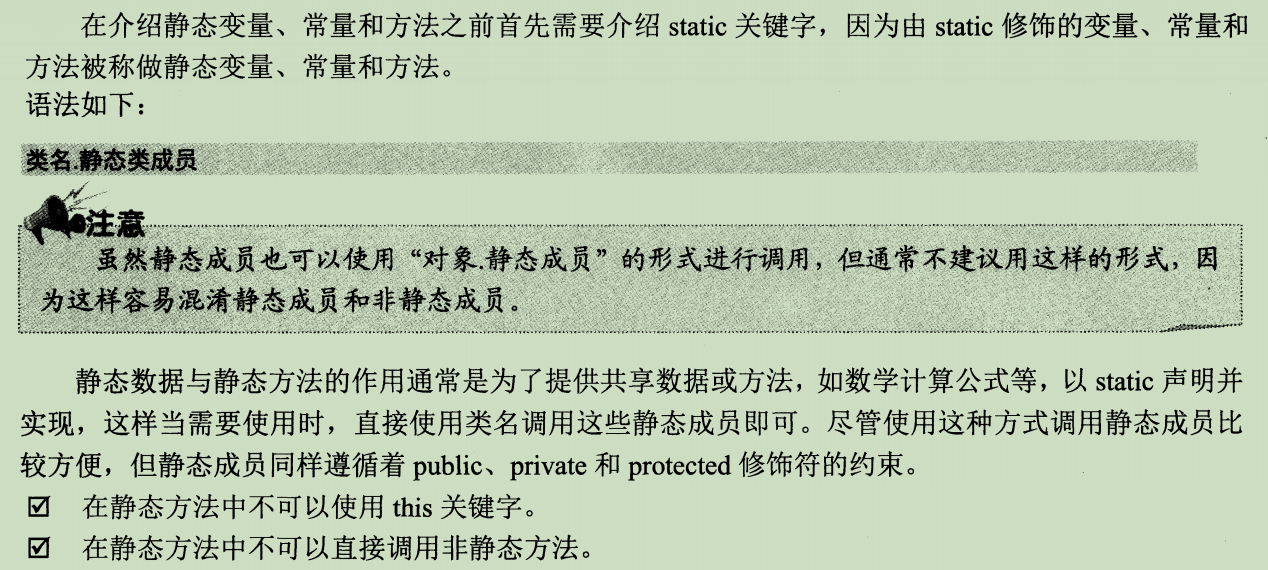 在介绍静态变量、常量和方法之前首先需要介绍 static 关键字，因为由 static 修饰的变量、常量和
方法被称做静态变量、常量和方法。
语法如下：
类名.静态类成员
注意
虽然静态成员也可以使用“对象.静态成员”的形式进行调用，但通常不建议用这样的形式，因
为这样容易混淆静态成员和非静态成员。
静态数据与静态方法的作用通常是为了提供共享数据或方法，如数学计算公式等，以 static 声明并
实现，这样当需要使用时，直接使用类名调用这些静态成员即可。尽管使用这种方式调用静态成员比
较方便，但静态成员同样遵循着 public、private 和 protected 修饰符的约束。
☑ 在静态方法中不可以使用 this 关键字。
☑ 在静态方法中不可以直接调用非静态方法。